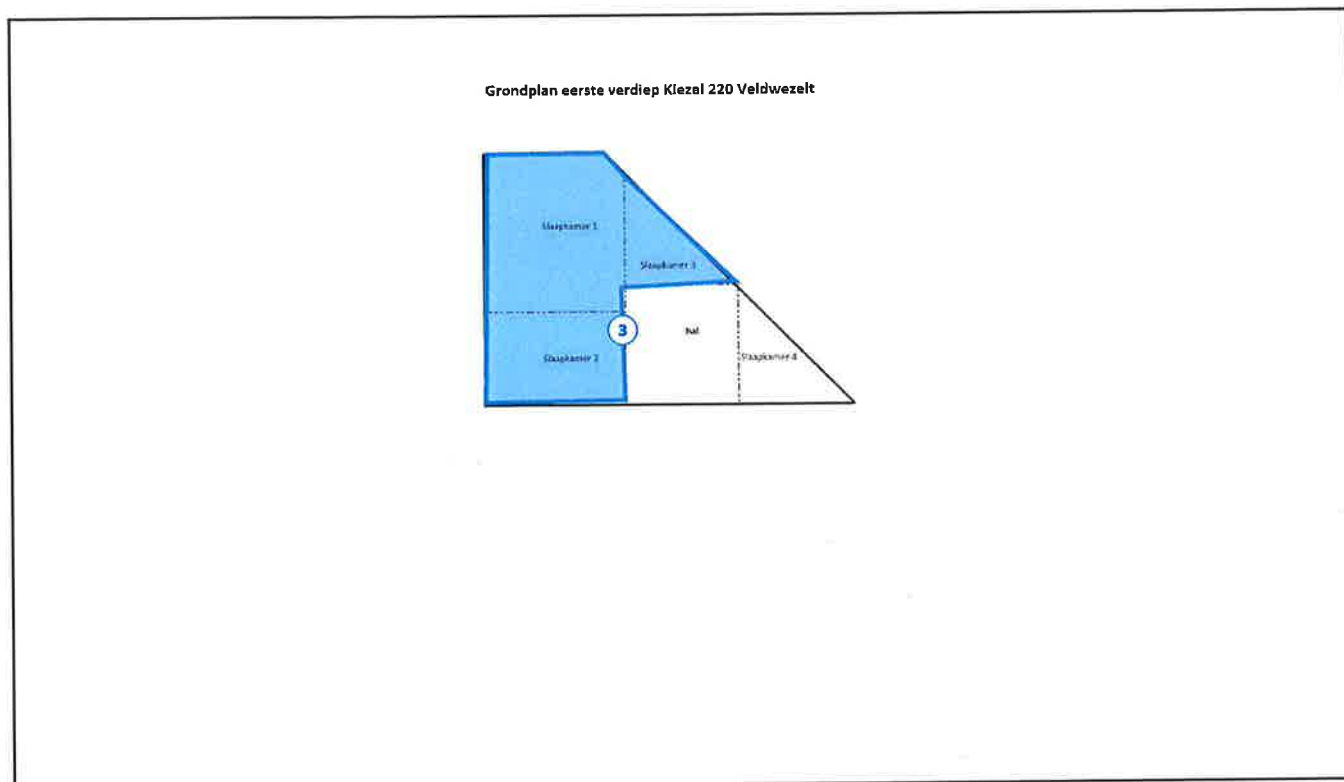 Grondplan eerste verdiep Kiezel 220 Veldwezelt
Slaapkamer 1
Slaapkamer 3
3
hal
Slaapkamer 2
Slaapkamer 4